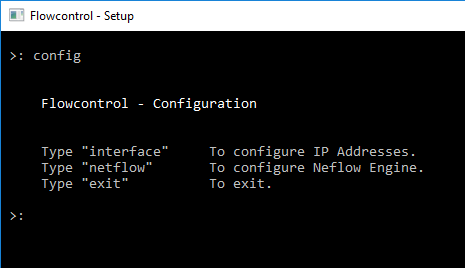 Flowcontrol - Setup
>: config
Flowcontrol - Configuration
Type "interface" To configure IP Addresses.
Type "netflow" To configure Neflow Engine.
Type "exit" To exit.
>: